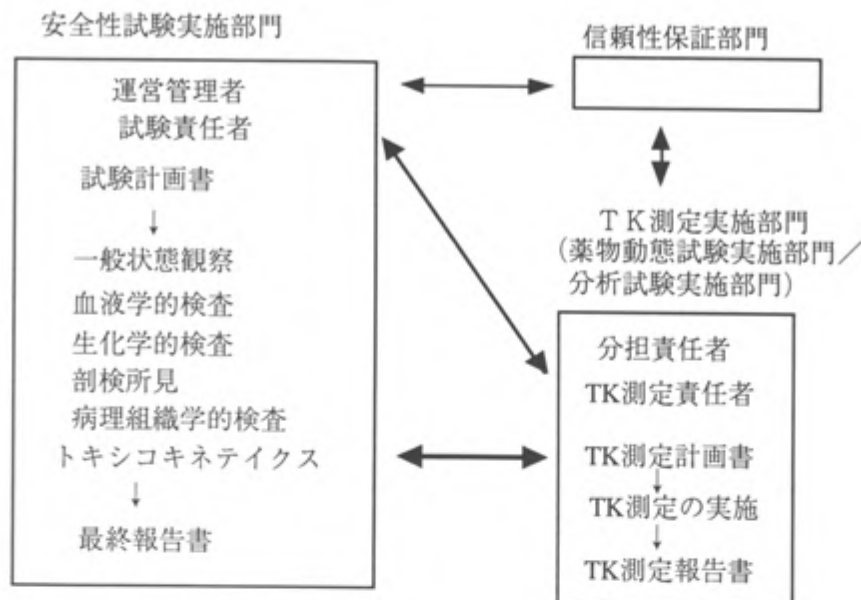 安全性試験実施部門
運営管理者
試験責任者
試験計画書
↓
一般状態観察
血液学的検査
生化学的検査
剖検所見
病理組織学的検査
トキシコキネテイクス
↓
最終報告書
信頼性保証部門
TK測定実施部門
(薬物動態試験実施部門/
分析試験実施部門)
分担責任者
TK測定責任者
TK測定計画書
↓
TK測定の実施
↓
TK測定報告書